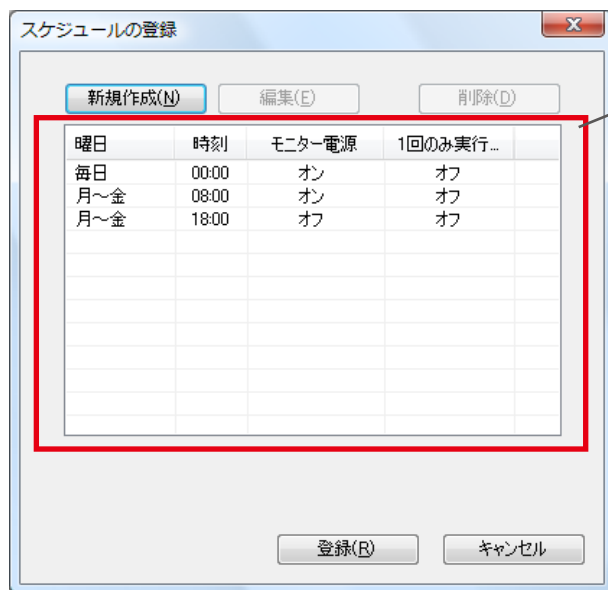 スケジュールの登録
新規作成(N) 編集(E) 削除(D)
曜日 時刻 モニター電源 1回のみ実行...
毎日 00:00 オン オフ
月～金 08:00 オン オフ
月～金 18:00 オフ オフ
登録(R) キャンセル